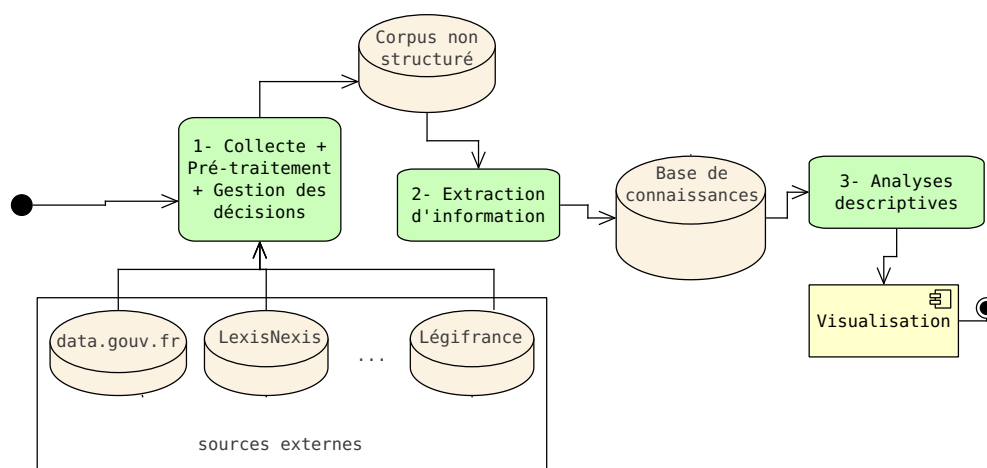 Corpus non
structuré
1- Collecte +
Pré-traitement
+ Gestion des
décisions
2- Extraction
d'information
Base de
connaissances
3- Analyses
descriptives
Visualisation
data.gouv.fr
LexisNexis
...
Légifrance
sources externes